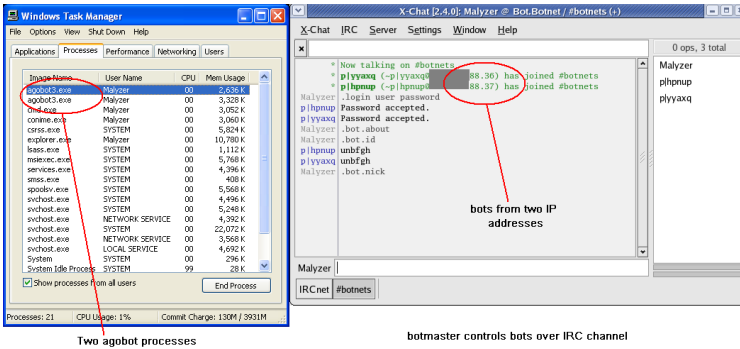 Windows Task Manager
File Options View Shut Down Help
Applications Processes Performance Networking Users
Image Name User Name CPU Mem Usage
agobot3.exe Malyzer 00 2,636 K
agobot3.exe Malyzer 00 3,328 K
cmd.exe Malyzer 00 3,052 K
conime.exe Malyzer 00 3,060 K
csrss.exe SYSTEM 00 5,824 K
explorer.exe Malyzer 00 10,780 K
lsass.exe SYSTEM 00 1,112 K
msiexec.exe SYSTEM 00 5,768 K
services.exe SYSTEM 00 4,396 K
smss.exe SYSTEM 00 408 K
spoolsv.exe SYSTEM 00 5,568 K
svchost.exe SYSTEM 00 4,496 K
svchost.exe SYSTEM 00 5,248 K
svchost.exe NETWORK SERVICE 00 4,392 K
svchost.exe SYSTEM 00 22,072 K
svchost.exe NETWORK SERVICE 00 3,568 K
svchost.exe LOCAL SERVICE 00 4,692 K
System SYSTEM 00 296 K
System Idle Process SYSTEM 99 28 K
Show processes from all users
End Process
Processes: 21 CPU Usage: 1% Commit Charge: 130M / 3931M
Two agobot processes
X-Chat [2.4.0]: Malyzer @ Bot.Botnet / #botnets (+)
X-Chat IRC Server Settings Window Help
0 ops, 3 total
* Now talking on #botnets
* p|yyaxq (~p|yyaxq@ 88.36) has joined #botnets
* p|hpnup (~p|hpnup@ 88.37) has joined #botnets
Malyzer .login user password
p|hpnup Password accepted.
p|yyaxq Password accepted.
Malyzer .bot.about
Malyzer .bot.id
p|hpnup unbfgh
p|yyaxq unbfgh
Malyzer .bot.nick
Malyzer
p|hpnup
p|yyaxq
bots from two IP
addresses
Malyzer
IRCnet #botnets
botmaster controls bots over IRC channel